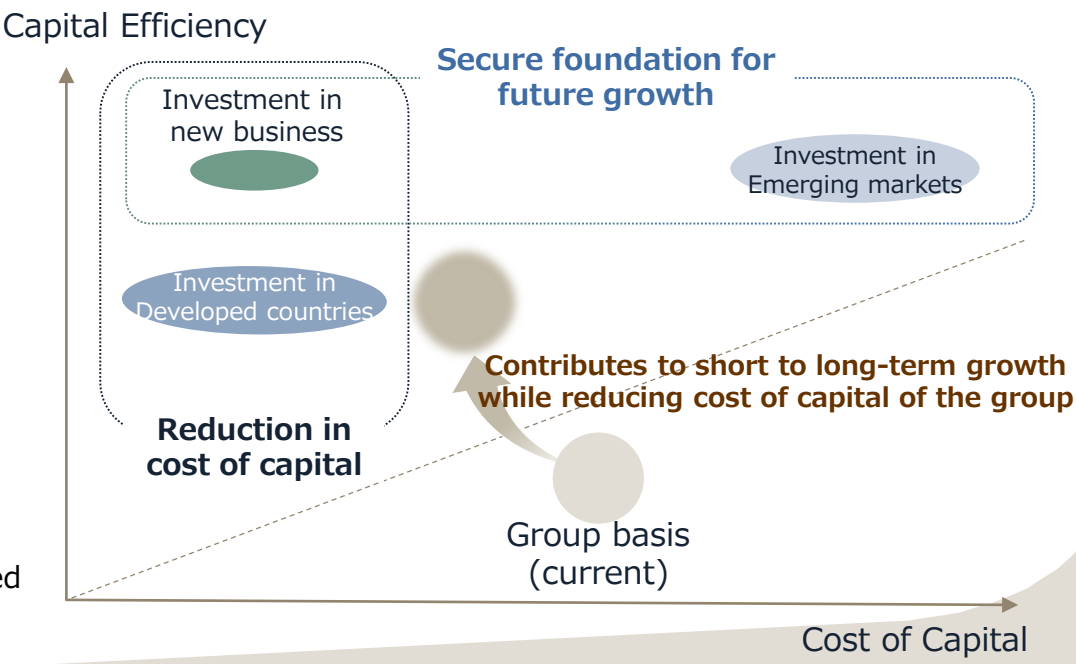 Capital Efficiency
Secure foundation for
future growth
Investment in
new business
Investment in
Emerging markets
Investment in
Developed countries
Contributes to short to long-term growth
while reducing cost of capital of the group
Reduction in
cost of capital
Group basis
(current)
Cost of Capital